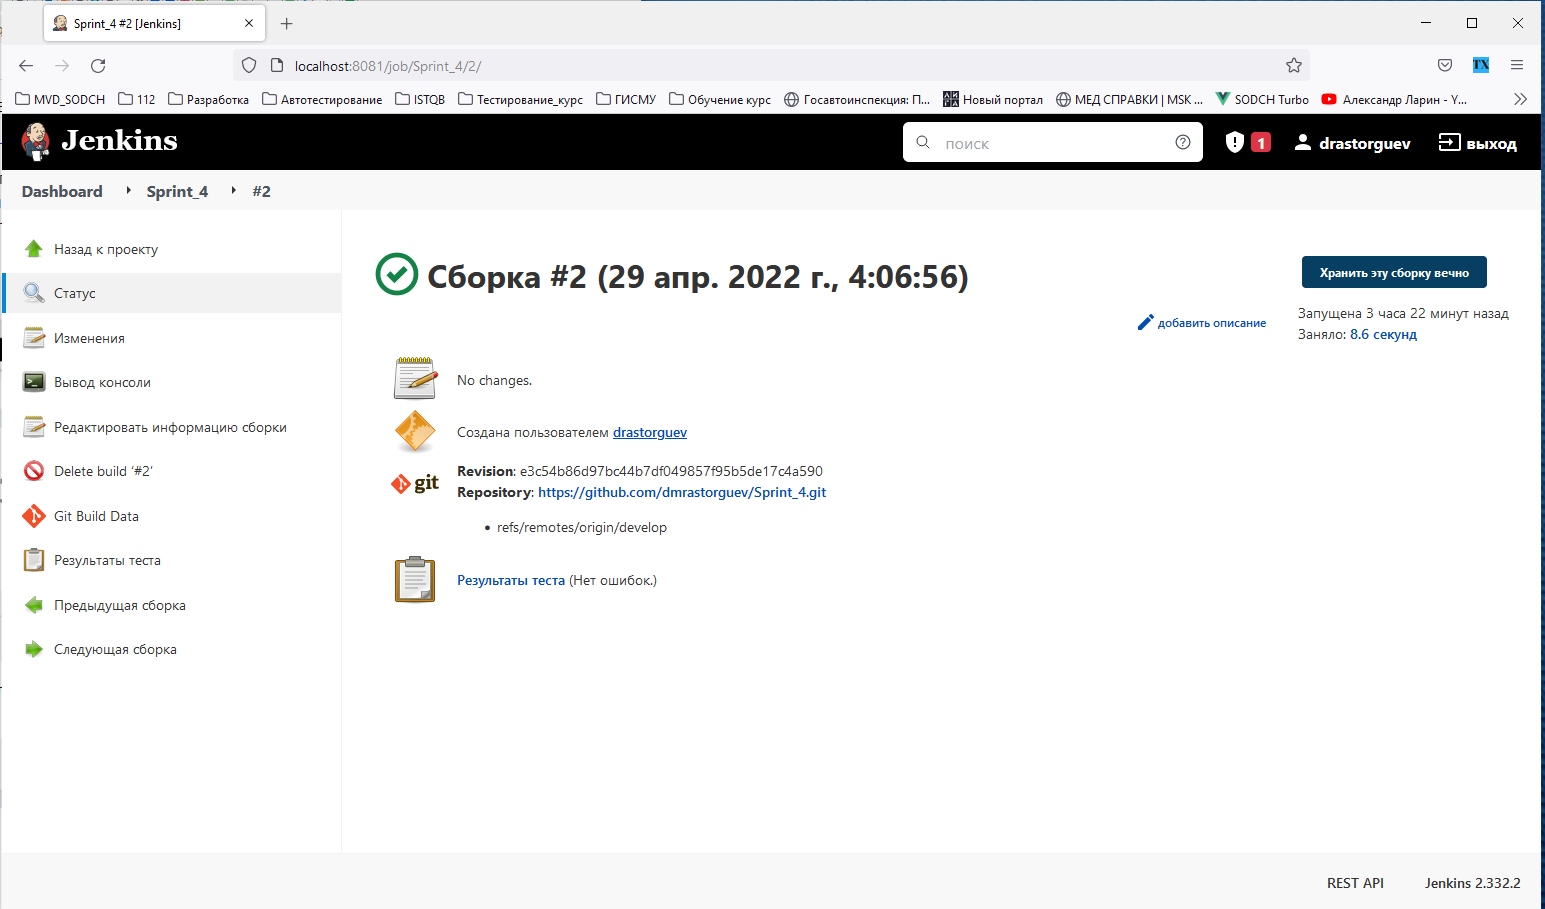 Sprint_4 #2 [Jenkins]
localhost:8081/job/Sprint_4/2/
MVD_SODCH 112 Разработка Автотестирование ISTQB Тестирование_курс ГИСМУ Обучение курс Госавтоинспекция: П... Новый портал МЕД СПРАВКИ | MSK ... SODCH Turbo Александр Ларин - Y...
Jenkins поиск 1 drastorguev выход
Dashboard Sprint_4 #2
Назад к проекту
Статус
Изменения
Вывод консоли
Редактировать информацию сборки
Delete build ‘#2’
Git Build Data
Результаты теста
Предыдущая сборка
Следующая сборка
Сборка #2 (29 апр. 2022 г., 4:06:56)
Хранить эту сборку вечно
добавить описание
Запущена 3 часа 22 минут назад
Заняло: 8.6 секунд
No changes.
Создана пользователем drastorguev
git
Revision: e3c54b86d97bc44b7df049857f95b5de17c4a590
Repository: https://github.com/dmrastorguev/Sprint_4.git
refs/remotes/origin/develop
Результаты теста (Нет ошибок.)
REST API Jenkins 2.332.2